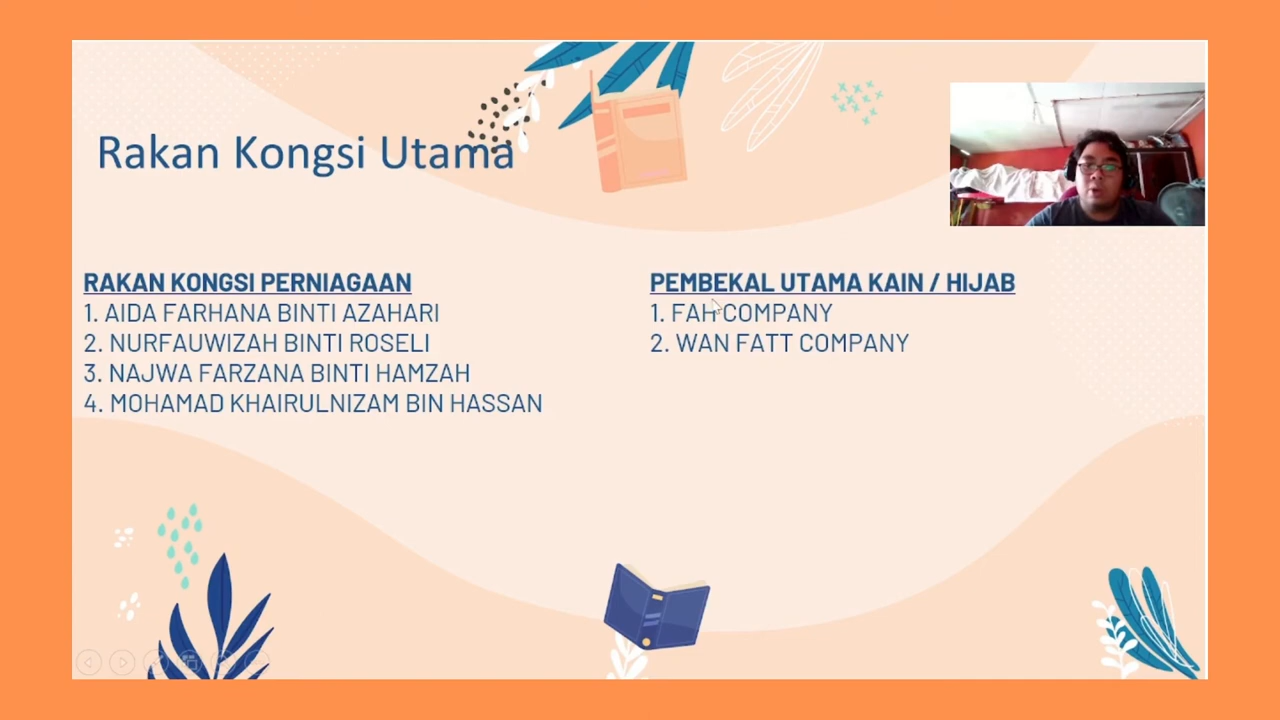 Rakan Kongsi Utama
RAKAN KONGSI PERNIAGAAN
1. AIDA FARHANA BINTI AZAHARI
2. NURFAUWIZAH BINTI ROSELI
3. NAJWA FARZANA BINTI HAMZAH
4. MOHAMAD KHAIRULNIZAM BIN HASSAN
PEMBEKAL UTAMA KAIN / HIJAB
1. FAH COMPANY
2. WAN FATT COMPANY